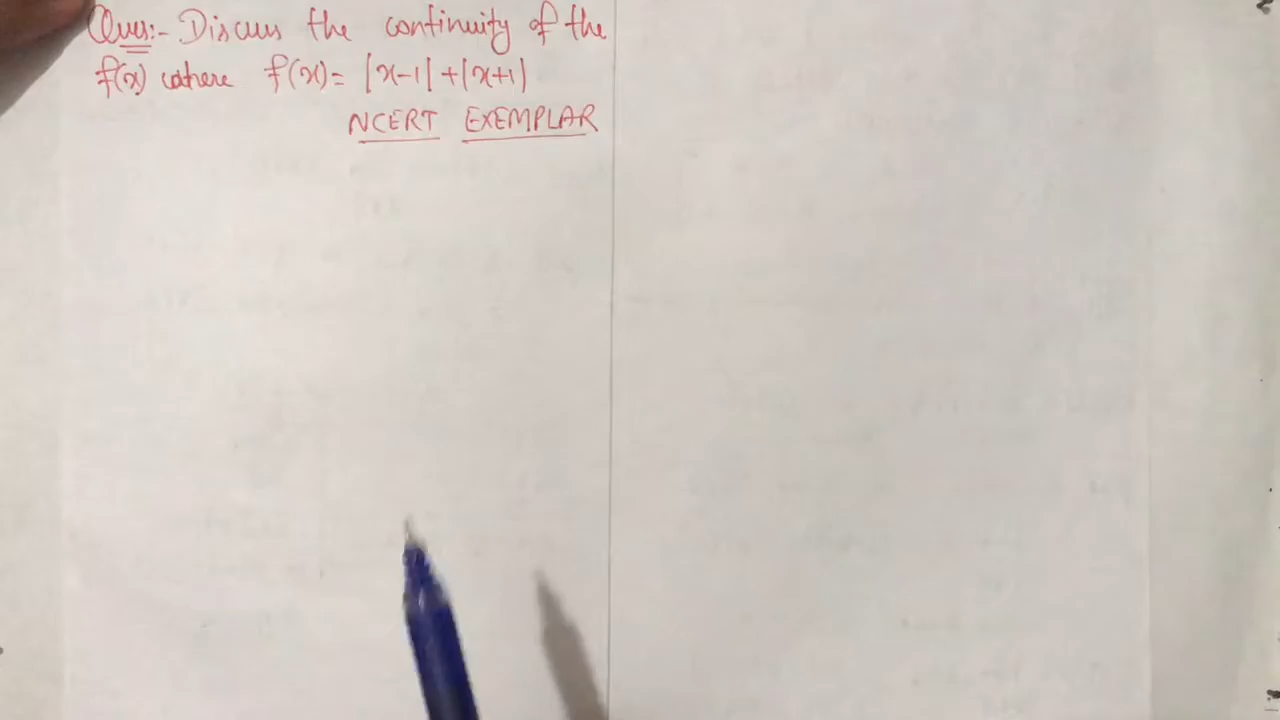 Ques:- Discuss the continuity of the
f(x) where f(x)= |x-1|+|x+1|
NCERT EXEMPLAR